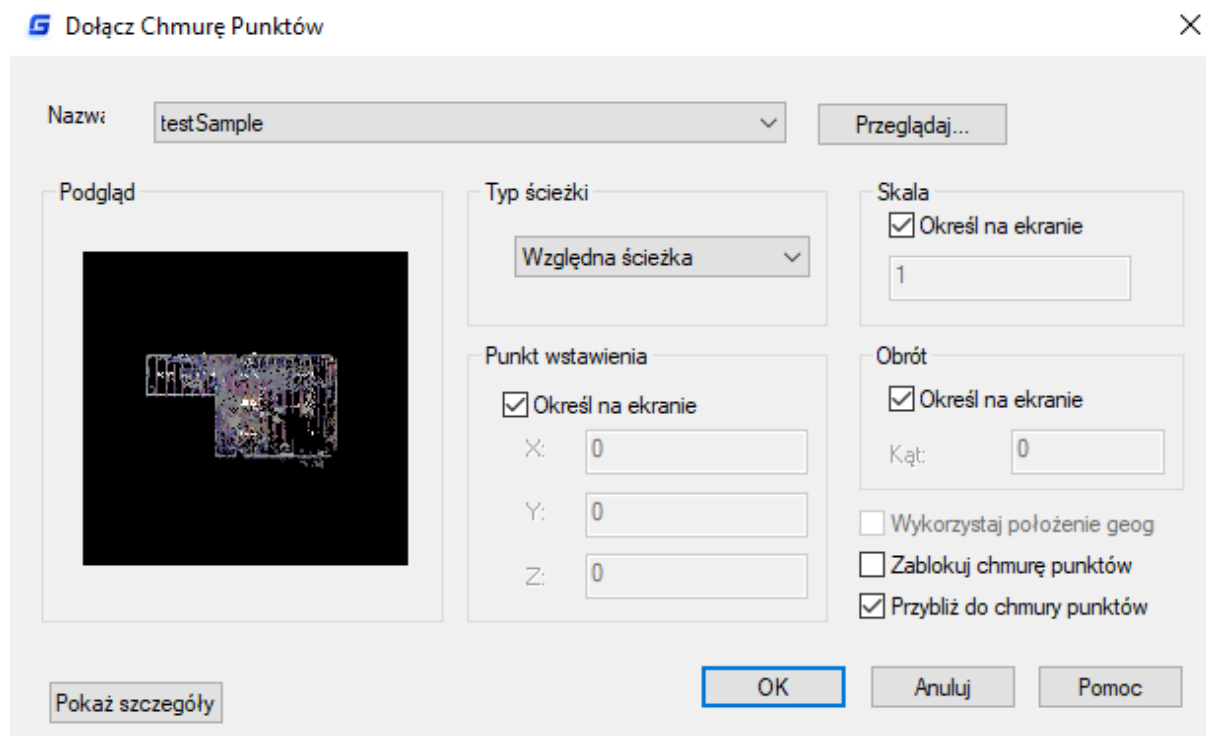 Dołącz Chmurę Punktów
Nazwa
testSample
Przeglądaj...
Podgląd
Typ ścieżki
Względna ścieżka
Skala
Określ na ekranie
1
Punkt wstawienia
Określ na ekranie
X: 0
Y: 0
Z: 0
Obrót
Określ na ekranie
Kąt: 0
Wykorzystaj położenie geog
Zablokuj chmurę punktów
Przybliż do chmury punktów
Pokaż szczegóły
OK
Anuluj
Pomoc